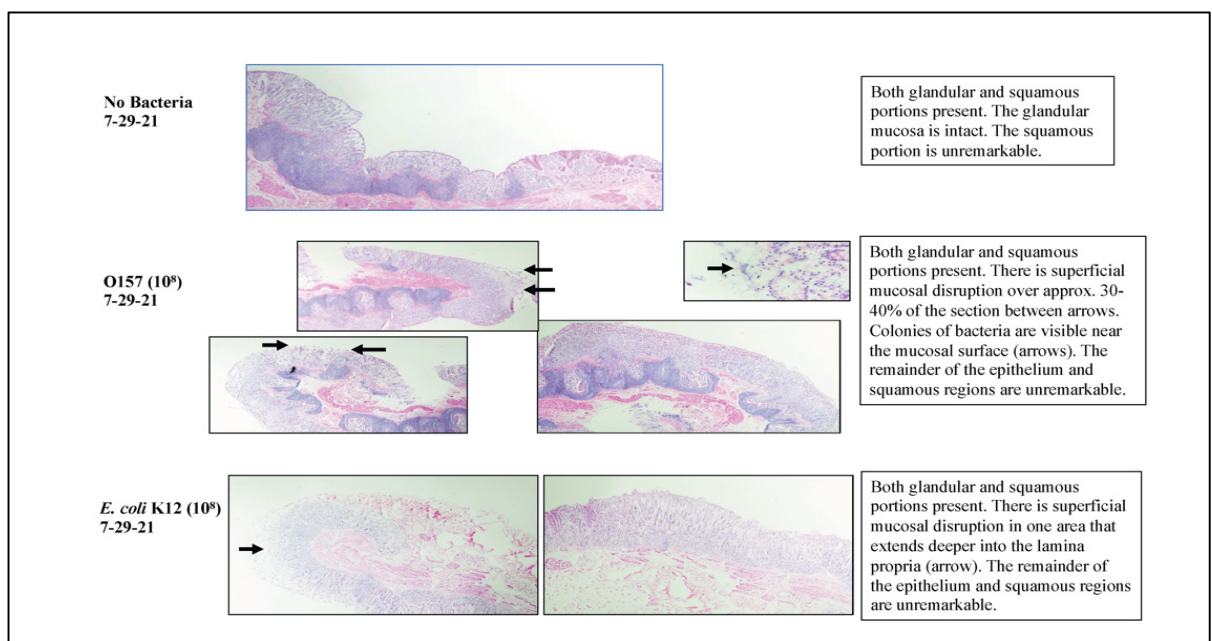 No Bacteria
7-29-21
Both glandular and squamous
portions present. The glandular
mucosa is intact. The squamous
portion is unremarkable.
O157 (10⁸)
7-29-21
Both glandular and squamous
portions present. There is superficial
mucosal disruption over approx. 30-
40% of the section between arrows.
Colonies of bacteria are visible near
the mucosal surface (arrows). The
remainder of the epithelium and
squamous regions are unremarkable.
E. coli K12 (10⁸)
7-29-21
Both glandular and squamous
portions present. There is superficial
mucosal disruption in one area that
extends deeper into the lamina
propria (arrow). The remainder of
the epithelium and squamous regions
are unremarkable.